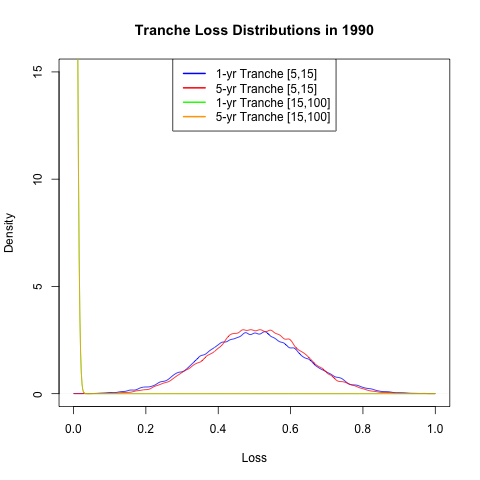 Tranche Loss Distributions in 1990
1-yr Tranche [5,15]
5-yr Tranche [5,15]
1-yr Tranche [15,100]
5-yr Tranche [15,100]
Density
15
10
5
0
0.0 0.2 0.4 0.6 0.8 1.0
Loss